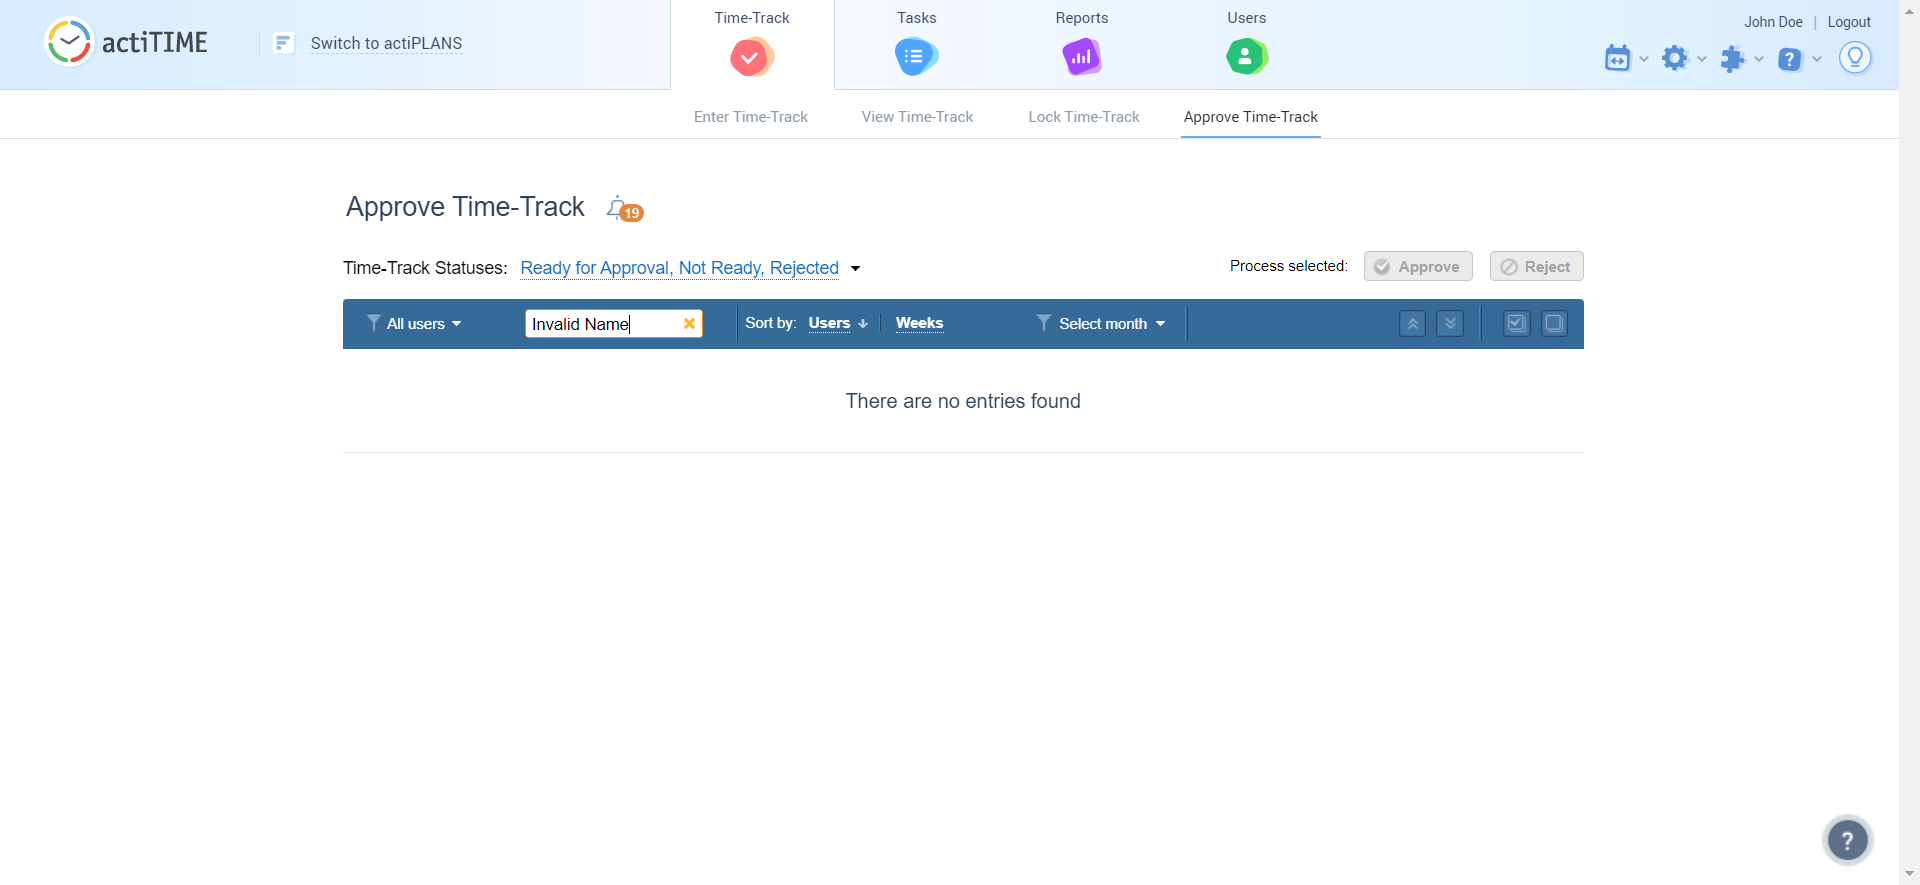 actiTIME
Switch to actiPLANS
Time-Track
Tasks
Reports
Users
John Doe | Logout
Enter Time-Track
View Time-Track
Lock Time-Track
Approve Time-Track
Approve Time-Track
19
Time-Track Statuses: Ready for Approval, Not Ready, Rejected
Process selected:
Approve
Reject
All users
Invalid Name
Sort by: Users
Weeks
Select month
There are no entries found
?